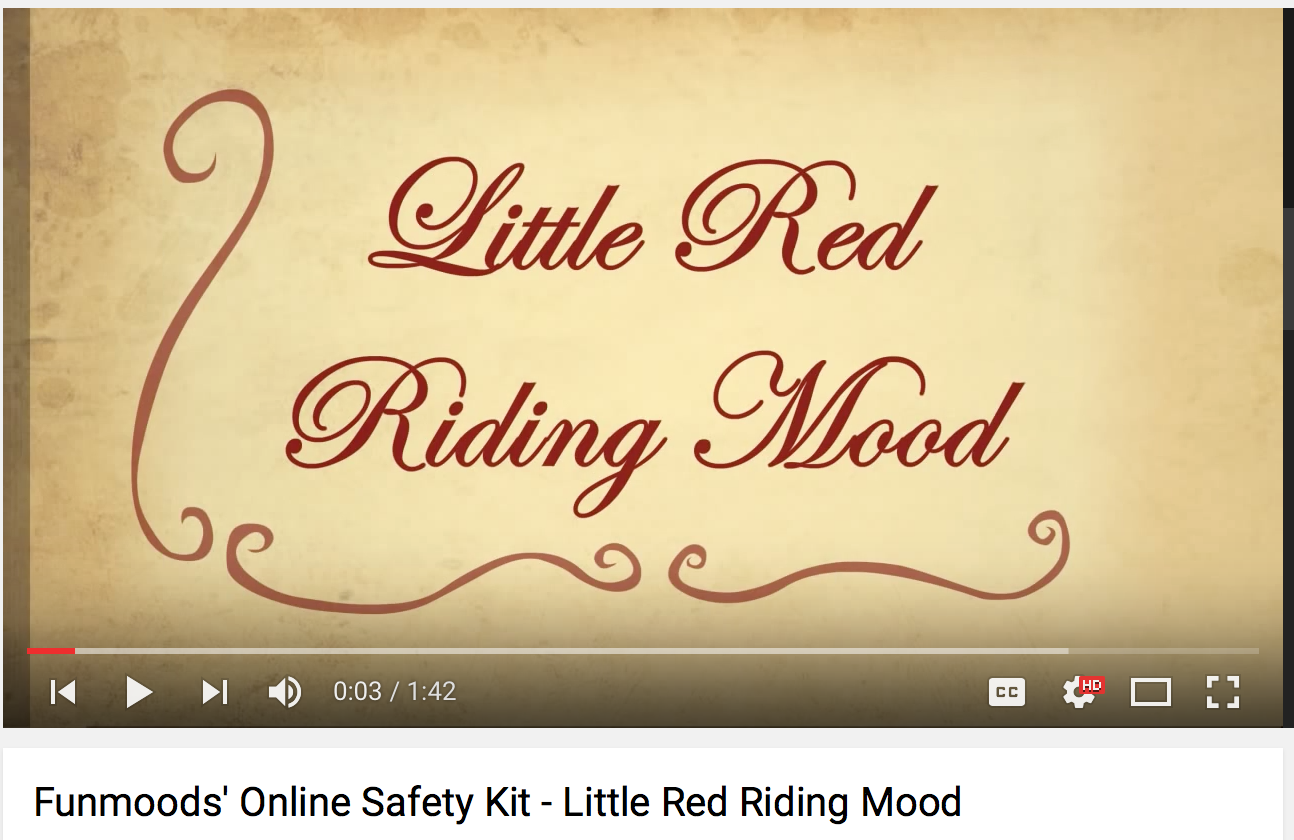 Little Red
Riding Mood
0:03 / 1:42
CC
HD
Funmoods' Online Safety Kit - Little Red Riding Mood